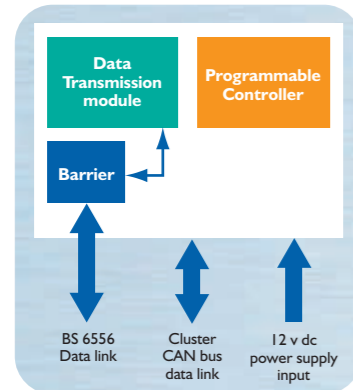 Data
Transmission
module
Programmable
Controller
Barrier
BS 6556
Data link
Cluster
CAN bus
data link
12 v dc
power supply
input